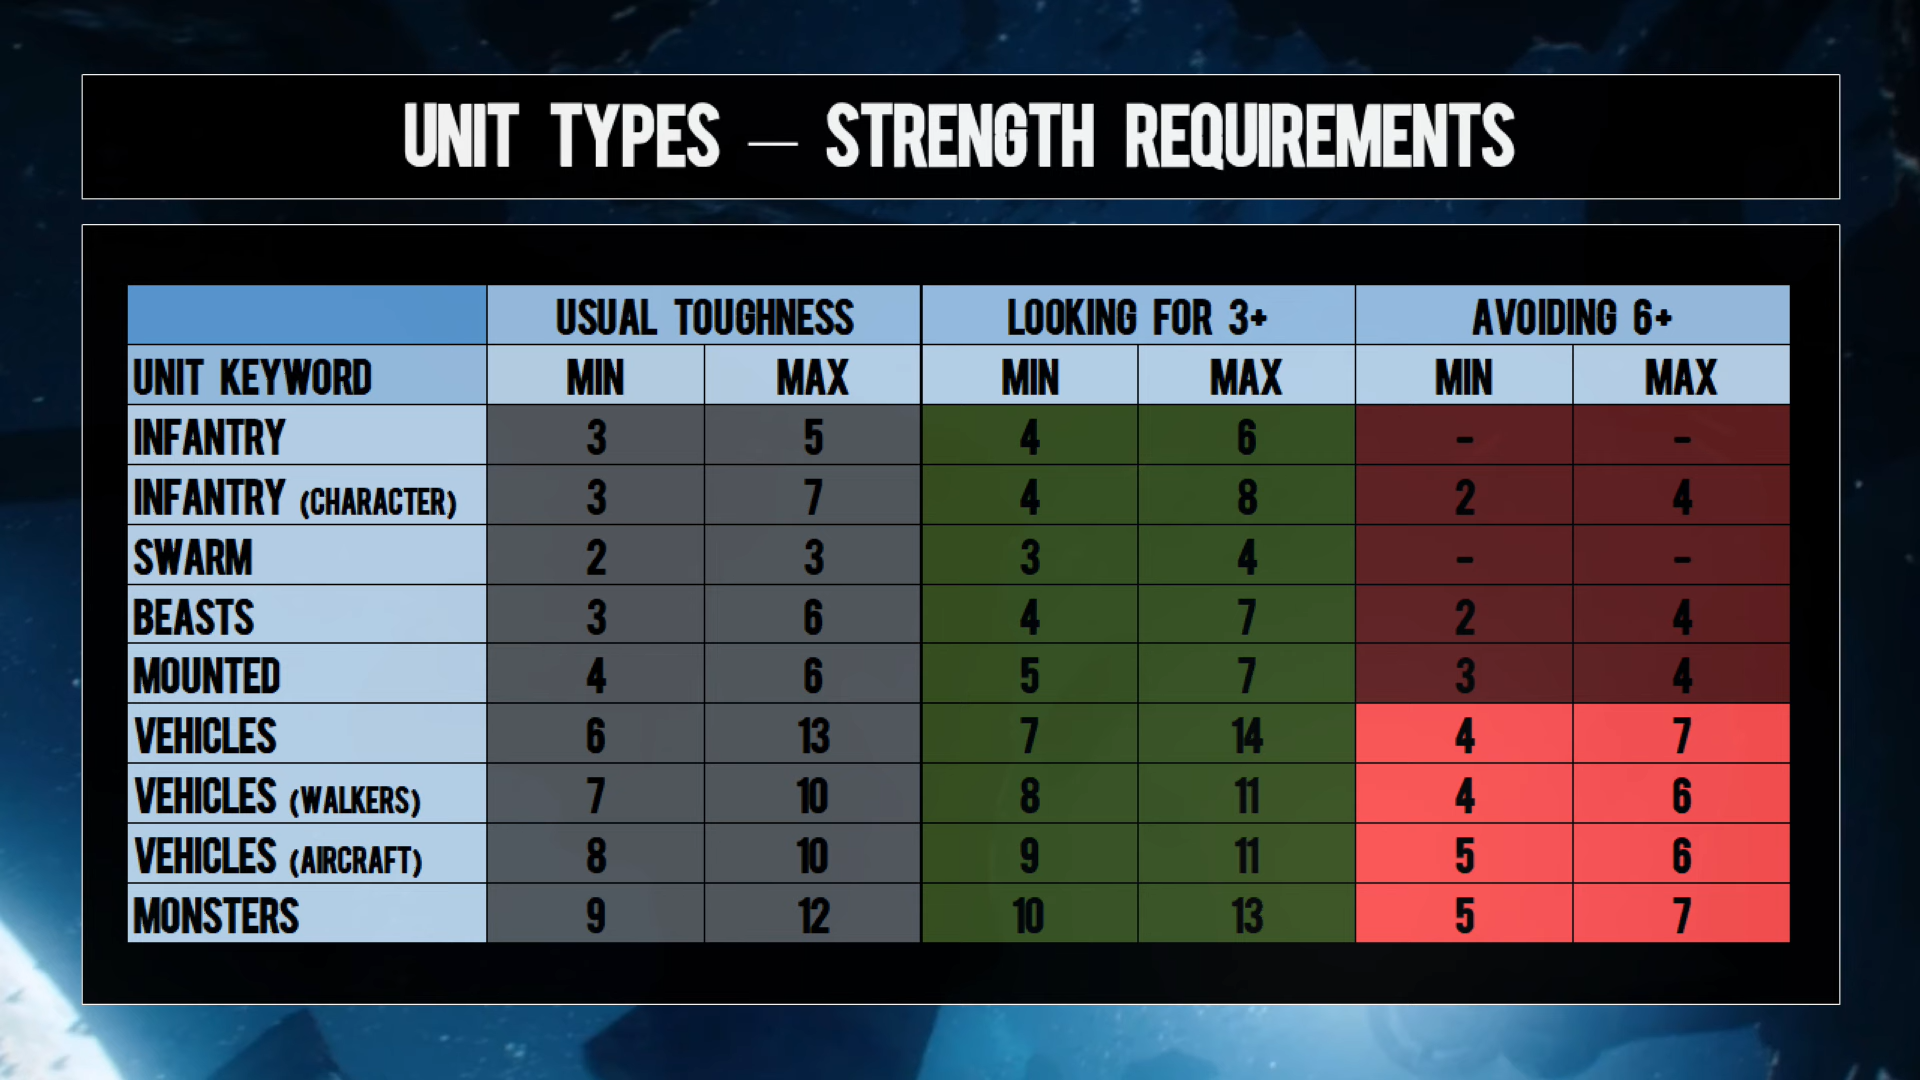 UNIT TYPES — STRENGTH REQUIREMENTS
USUAL TOUGHNESS LOOKING FOR 3+ AVOIDING 6+
UNIT KEYWORD MIN MAX MIN MAX MIN MAX
INFANTRY 3 5 4 6 - -
INFANTRY (CHARACTER) 3 7 4 8 2 4
SWARM 2 3 3 4 - -
BEASTS 3 6 4 7 2 4
MOUNTED 4 6 5 7 3 4
VEHICLES 6 13 7 14 4 7
VEHICLES (WALKERS) 7 10 8 11 4 6
VEHICLES (AIRCRAFT) 8 10 9 11 5 6
MONSTERS 9 12 10 13 5 7